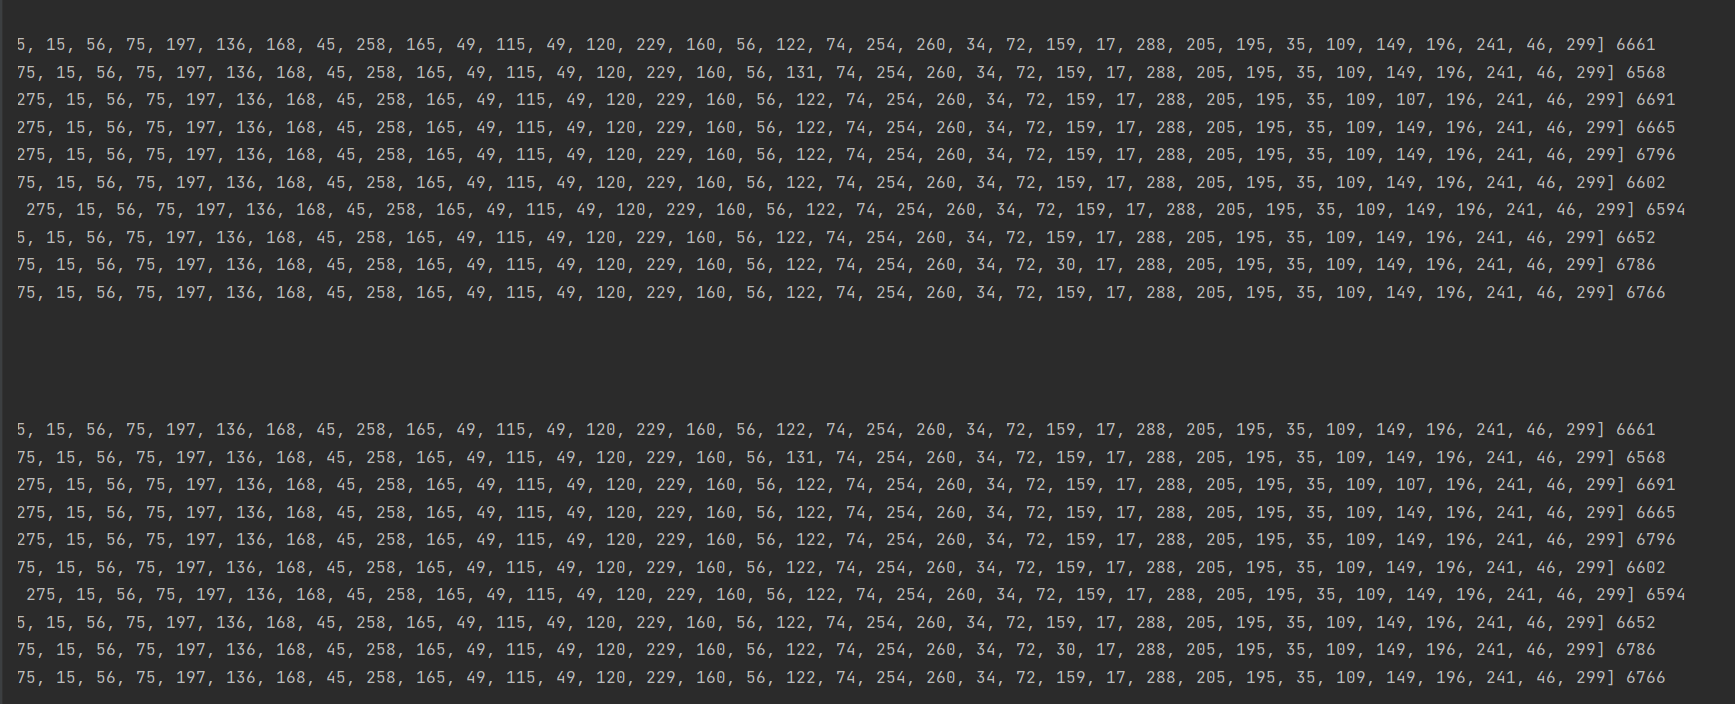 5, 15, 56, 75, 197, 136, 168, 45, 258, 165, 49, 115, 49, 120, 229, 160, 56, 122, 74, 254, 260, 34, 72, 159, 17, 288, 205, 195, 35, 109, 149, 196, 241, 46, 299] 6661
75, 15, 56, 75, 197, 136, 168, 45, 258, 165, 49, 115, 49, 120, 229, 160, 56, 131, 74, 254, 260, 34, 72, 159, 17, 288, 205, 195, 35, 109, 149, 196, 241, 46, 299] 6568
275, 15, 56, 75, 197, 136, 168, 45, 258, 165, 49, 115, 49, 120, 229, 160, 56, 122, 74, 254, 260, 34, 72, 159, 17, 288, 205, 195, 35, 109, 107, 196, 241, 46, 299] 6691
275, 15, 56, 75, 197, 136, 168, 45, 258, 165, 49, 115, 49, 120, 229, 160, 56, 122, 74, 254, 260, 34, 72, 159, 17, 288, 205, 195, 35, 109, 149, 196, 241, 46, 299] 6665
275, 15, 56, 75, 197, 136, 168, 45, 258, 165, 49, 115, 49, 120, 229, 160, 56, 122, 74, 254, 260, 34, 72, 159, 17, 288, 205, 195, 35, 109, 149, 196, 241, 46, 299] 6796
75, 15, 56, 75, 197, 136, 168, 45, 258, 165, 49, 115, 49, 120, 229, 160, 56, 122, 74, 254, 260, 34, 72, 159, 17, 288, 205, 195, 35, 109, 149, 196, 241, 46, 299] 6602
275, 15, 56, 75, 197, 136, 168, 45, 258, 165, 49, 115, 49, 120, 229, 160, 56, 122, 74, 254, 260, 34, 72, 159, 17, 288, 205, 195, 35, 109, 149, 196, 241, 46, 299] 6594
5, 15, 56, 75, 197, 136, 168, 45, 258, 165, 49, 115, 49, 120, 229, 160, 56, 122, 74, 254, 260, 34, 72, 159, 17, 288, 205, 195, 35, 109, 149, 196, 241, 46, 299] 6652
75, 15, 56, 75, 197, 136, 168, 45, 258, 165, 49, 115, 49, 120, 229, 160, 56, 122, 74, 254, 260, 34, 72, 30, 17, 288, 205, 195, 35, 109, 149, 196, 241, 46, 299] 6786
75, 15, 56, 75, 197, 136, 168, 45, 258, 165, 49, 115, 49, 120, 229, 160, 56, 122, 74, 254, 260, 34, 72, 159, 17, 288, 205, 195, 35, 109, 149, 196, 241, 46, 299] 6766
5, 15, 56, 75, 197, 136, 168, 45, 258, 165, 49, 115, 49, 120, 229, 160, 56, 122, 74, 254, 260, 34, 72, 159, 17, 288, 205, 195, 35, 109, 149, 196, 241, 46, 299] 6661
75, 15, 56, 75, 197, 136, 168, 45, 258, 165, 49, 115, 49, 120, 229, 160, 56, 131, 74, 254, 260, 34, 72, 159, 17, 288, 205, 195, 35, 109, 149, 196, 241, 46, 299] 6568
275, 15, 56, 75, 197, 136, 168, 45, 258, 165, 49, 115, 49, 120, 229, 160, 56, 122, 74, 254, 260, 34, 72, 159, 17, 288, 205, 195, 35, 109, 107, 196, 241, 46, 299] 6691
275, 15, 56, 75, 197, 136, 168, 45, 258, 165, 49, 115, 49, 120, 229, 160, 56, 122, 74, 254, 260, 34, 72, 159, 17, 288, 205, 195, 35, 109, 149, 196, 241, 46, 299] 6665
275, 15, 56, 75, 197, 136, 168, 45, 258, 165, 49, 115, 49, 120, 229, 160, 56, 122, 74, 254, 260, 34, 72, 159, 17, 288, 205, 195, 35, 109, 149, 196, 241, 46, 299] 6796
75, 15, 56, 75, 197, 136, 168, 45, 258, 165, 49, 115, 49, 120, 229, 160, 56, 122, 74, 254, 260, 34, 72, 159, 17, 288, 205, 195, 35, 109, 149, 196, 241, 46, 299] 6602
275, 15, 56, 75, 197, 136, 168, 45, 258, 165, 49, 115, 49, 120, 229, 160, 56, 122, 74, 254, 260, 34, 72, 159, 17, 288, 205, 195, 35, 109, 149, 196, 241, 46, 299] 6594
5, 15, 56, 75, 197, 136, 168, 45, 258, 165, 49, 115, 49, 120, 229, 160, 56, 122, 74, 254, 260, 34, 72, 159, 17, 288, 205, 195, 35, 109, 149, 196, 241, 46, 299] 6652
75, 15, 56, 75, 197, 136, 168, 45, 258, 165, 49, 115, 49, 120, 229, 160, 56, 122, 74, 254, 260, 34, 72, 30, 17, 288, 205, 195, 35, 109, 149, 196, 241, 46, 299] 6786
75, 15, 56, 75, 197, 136, 168, 45, 258, 165, 49, 115, 49, 120, 229, 160, 56, 122, 74, 254, 260, 34, 72, 159, 17, 288, 205, 195, 35, 109, 149, 196, 241, 46, 299] 6766